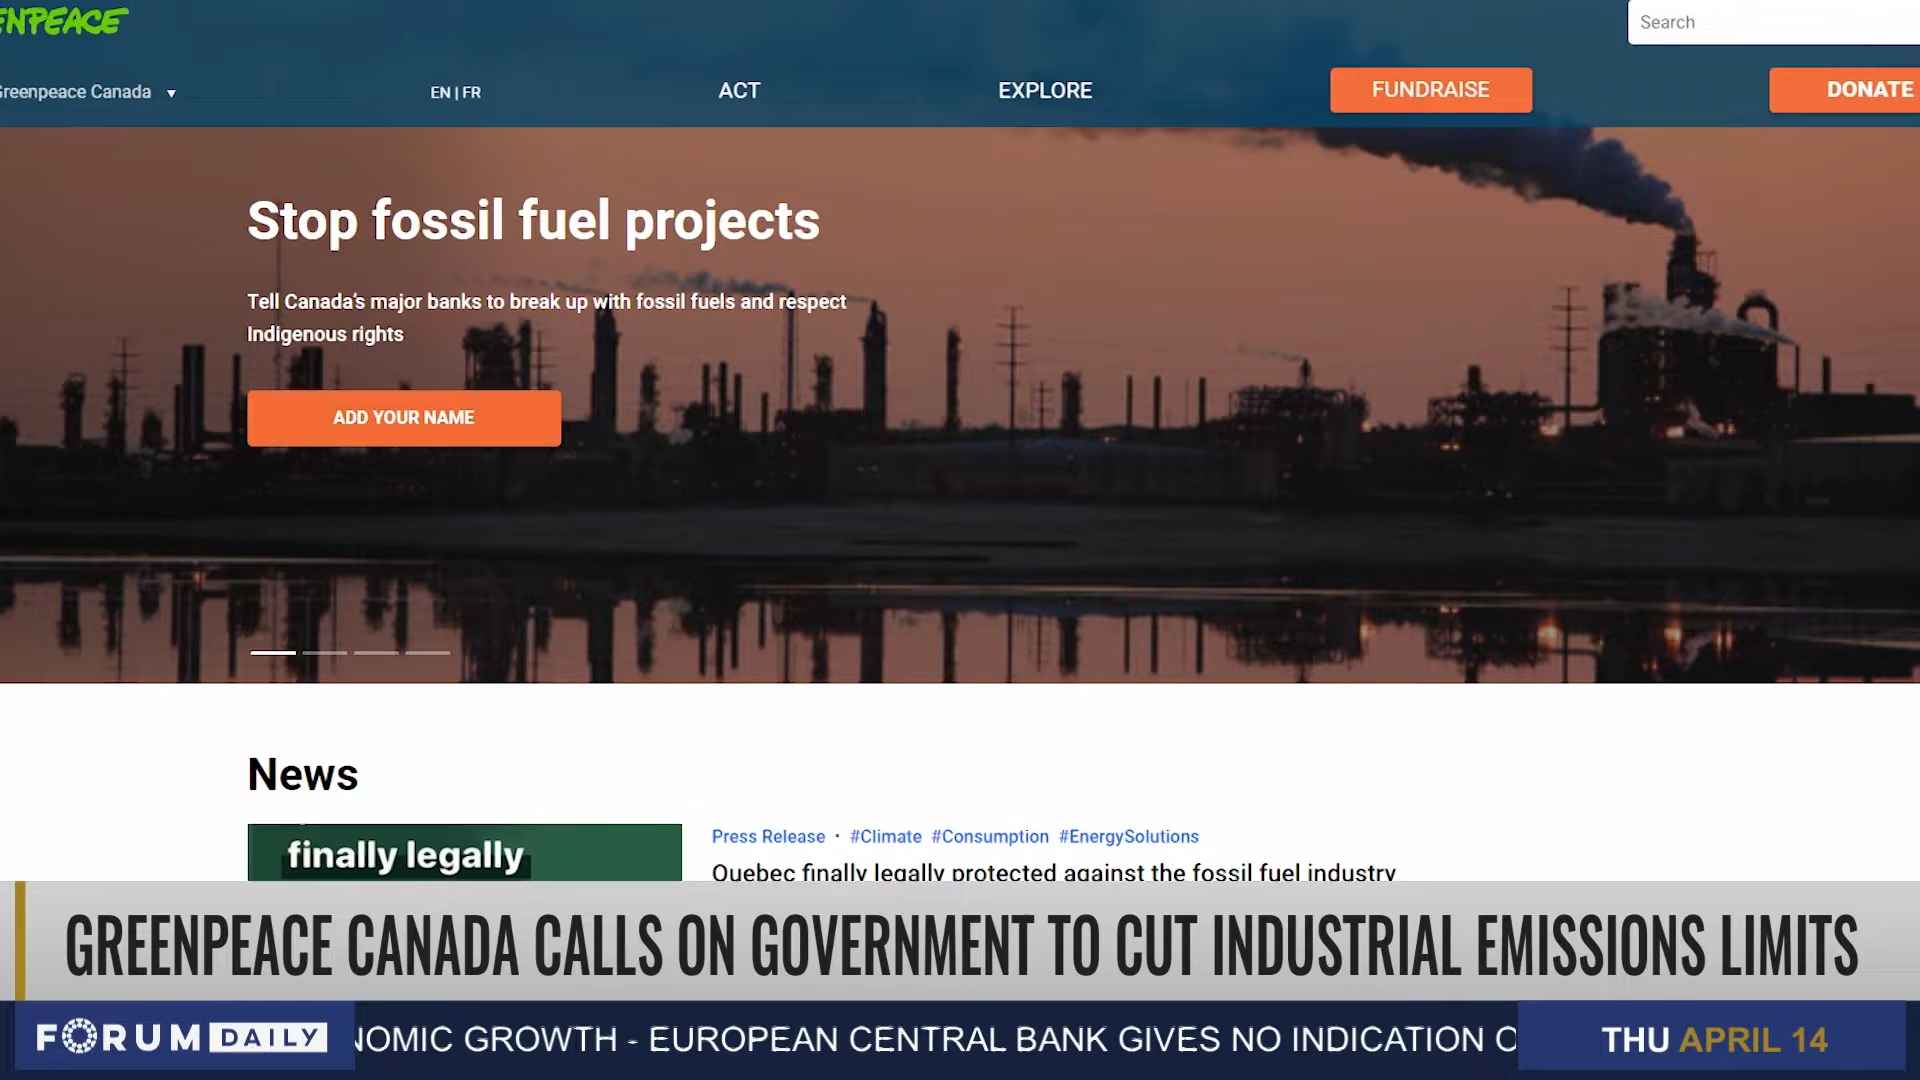 ENPEACE
Search
Greenpeace Canada
EN | FR
ACT
EXPLORE
FUNDRAISE
DONATE
Stop fossil fuel projects
Tell Canada's major banks to break up with fossil fuels and respect
Indigenous rights
ADD YOUR NAME
News
finally legally
Press Release · #Climate #Consumption #EnergySolutions
Quebec finally legally protected against the fossil fuel industry
GREENPEACE CANADA CALLS ON GOVERNMENT TO CUT INDUSTRIAL EMISSIONS LIMITS
FORUM DAILY
NOMIC GROWTH - EUROPEAN CENTRAL BANK GIVES NO INDICATION O
THU APRIL 14